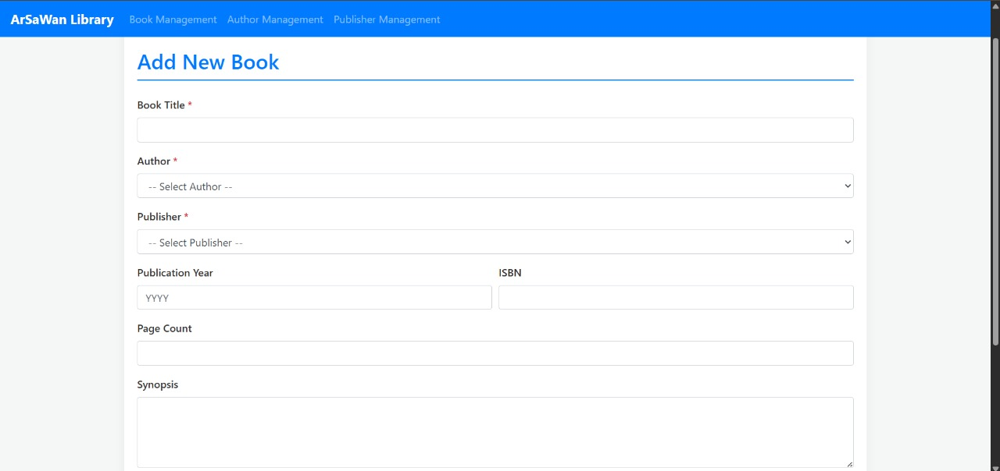 ArSaWan Library Book Management Author Management Publisher Management
Add New Book
Book Title *
Author *
-- Select Author --
Publisher *
-- Select Publisher --
Publication Year ISBN
YYYY
Page Count
Synopsis